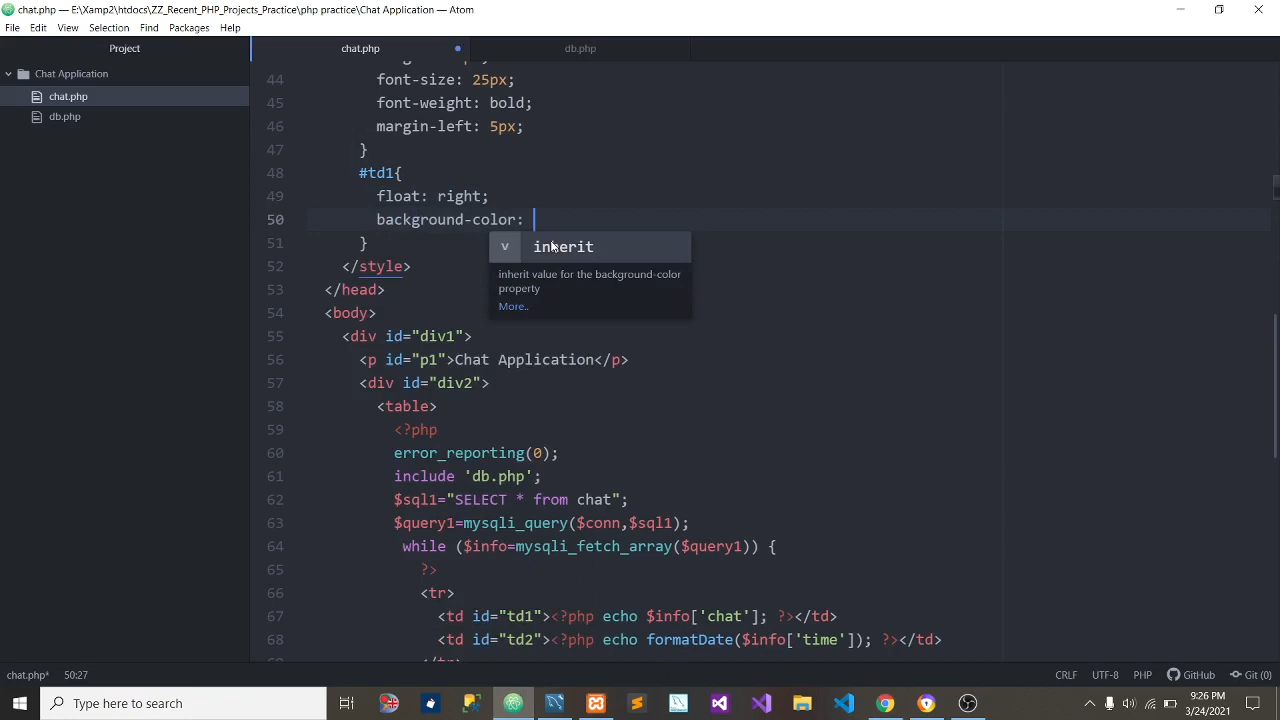 chat.php — E:\Xamp2\htdocs\ZZ_Recent_PHP_Projects_Practice\php practice\Chat Application — Atom
File Edit View Selection Find Packages Help
Project
chat.php
db.php
Chat Application
chat.php
db.php
44 font-size: 25px;
45 font-weight: bold;
46 margin-left: 5px;
47 }
48 #td1{
49 float: right;
50 background-color:
v inherit
inherit value for the background-color
property
More..
51 }
52 </style>
53 </head>
54 <body>
55 <div id="div1">
56 <p id="p1">Chat Application</p>
57 <div id="div2">
58 <table>
59 <?php
60 error_reporting(0);
61 include 'db.php';
62 $sql1="SELECT * from chat";
63 $query1=mysqli_query($conn,$sql1);
64 while ($info=mysqli_fetch_array($query1)) {
65 ?>
66 <tr>
67 <td id="td1"><?php echo $info['chat']; ?></td>
68 <td id="td2"><?php echo formatDate($info['time']); ?></td>
chat.php* 50:27
CRLF UTF-8 PHP GitHub Git (0)
Type here to search
9:26 PM
3/24/2021